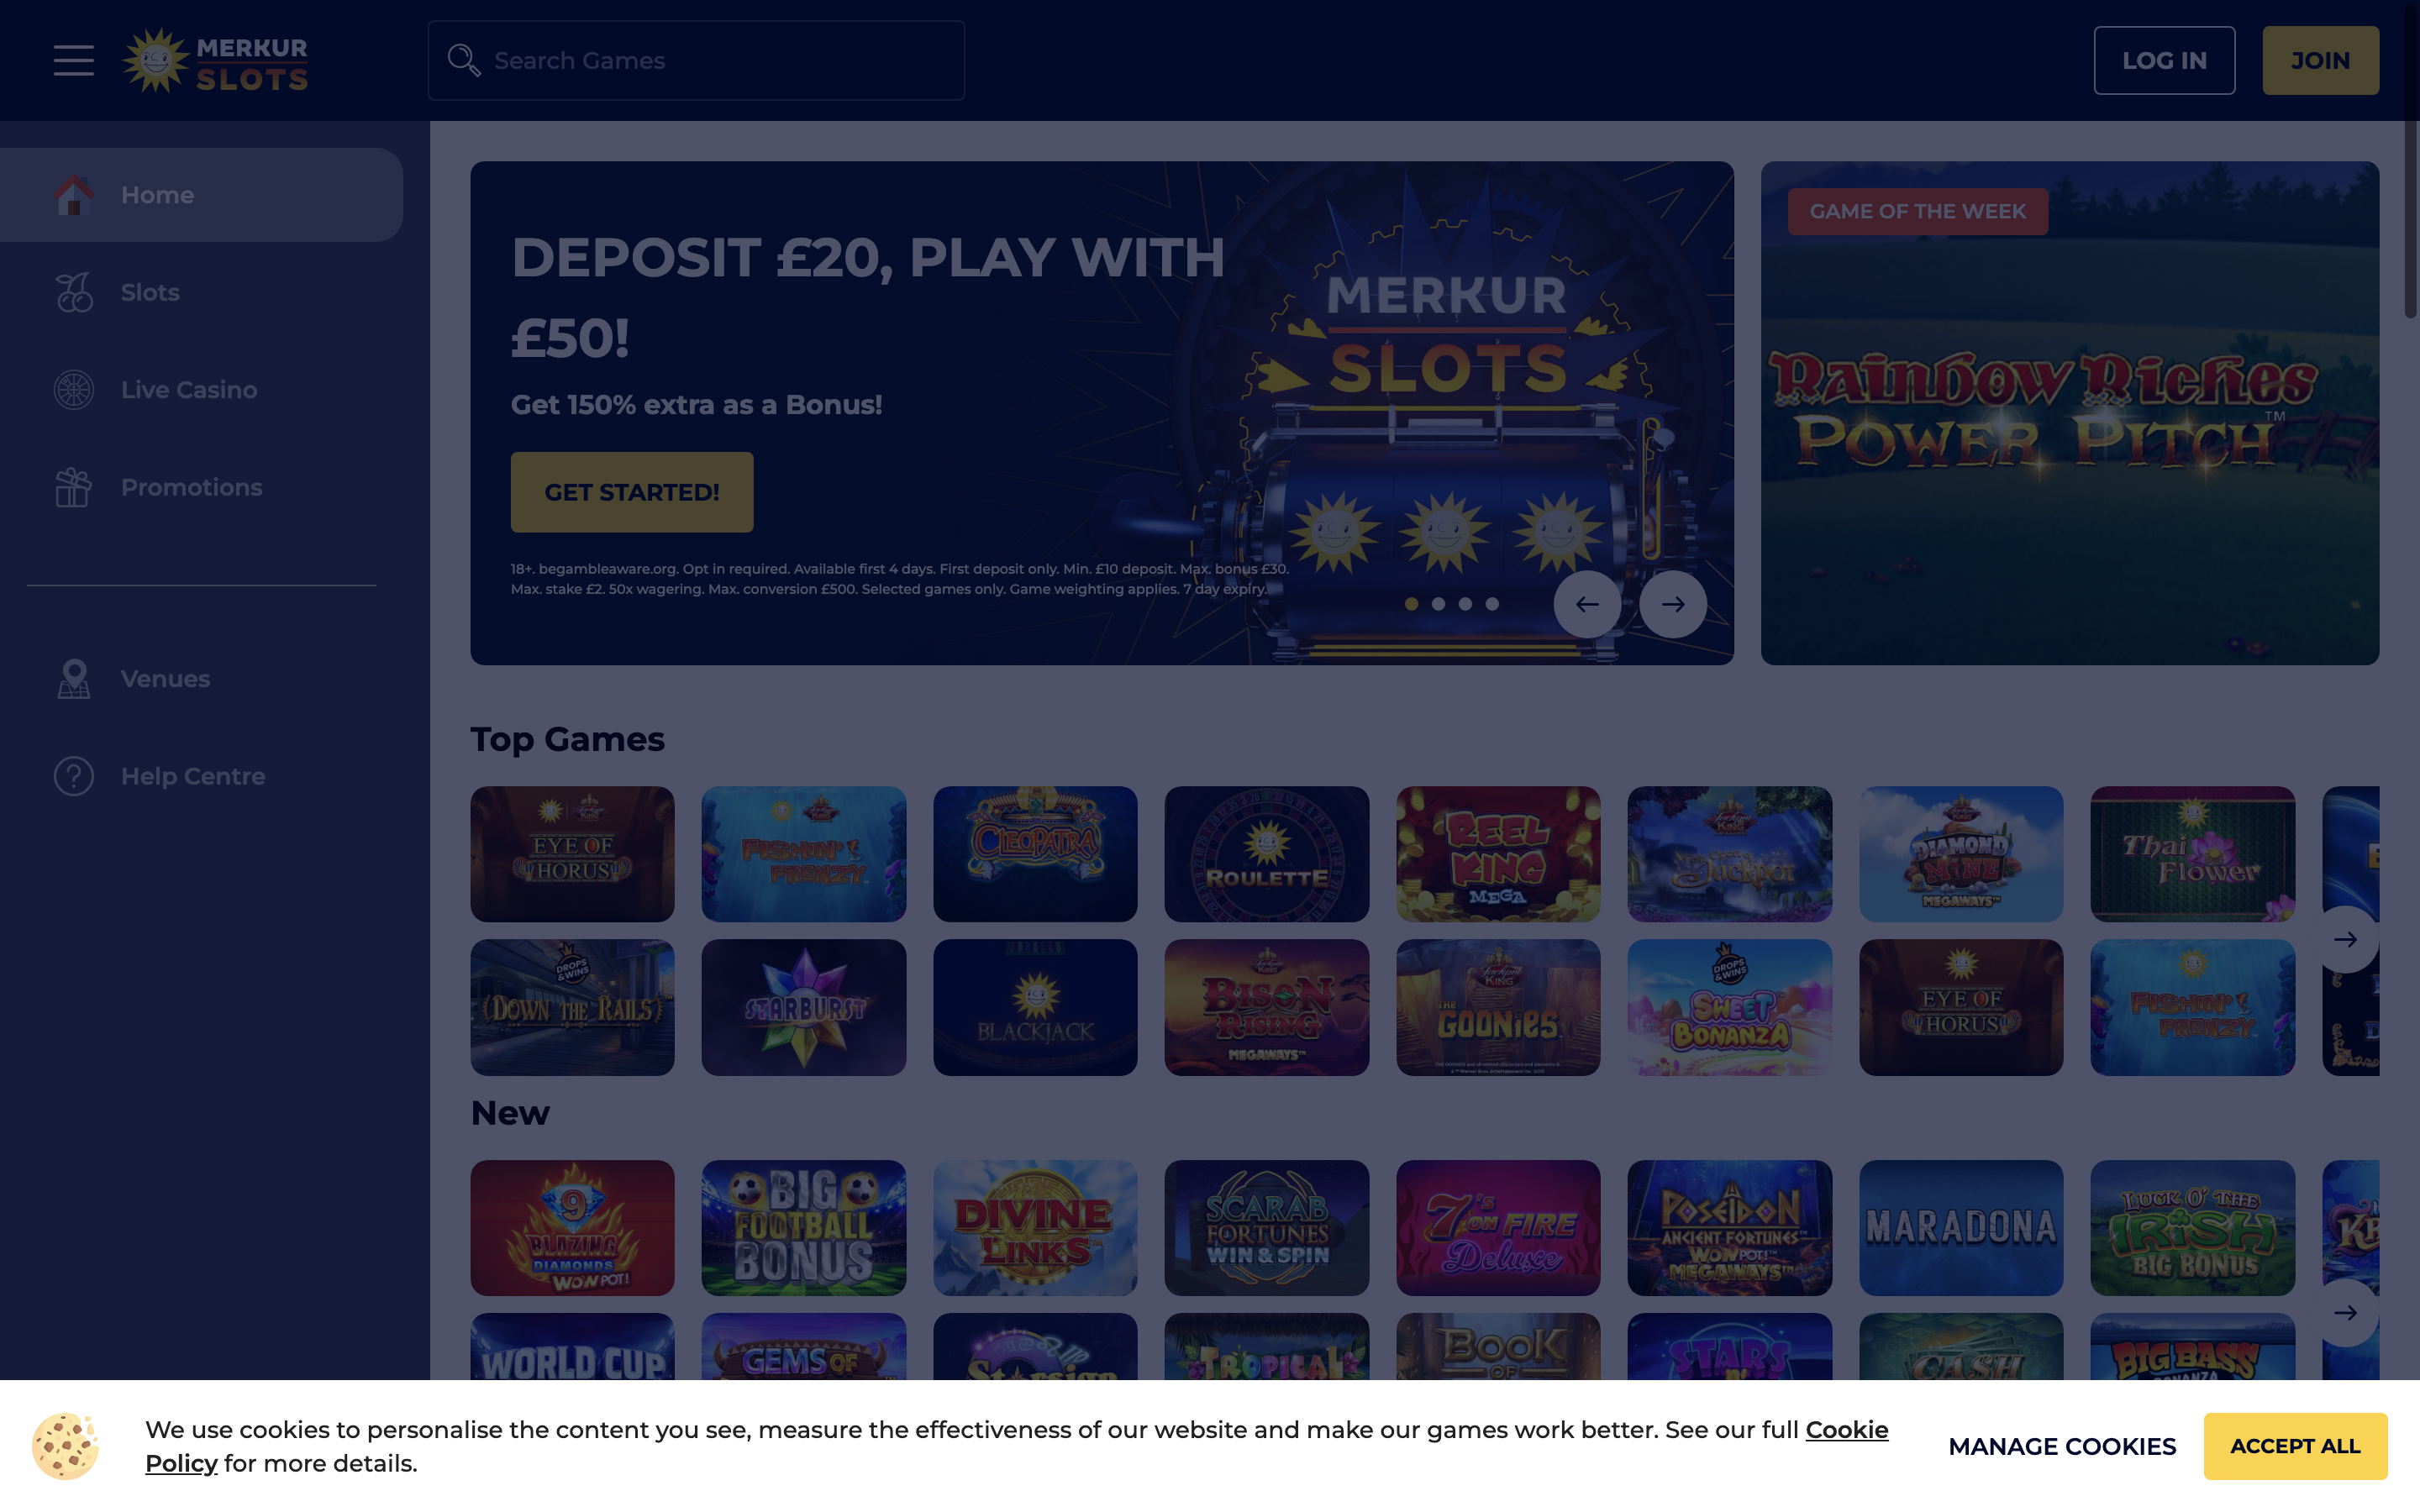 MERKUR
SLOTS
Search Games
LOG IN
JOIN
Home
Slots
Live Casino
Promotions
Venues
Help Centre
DEPOSIT £20, PLAY WITH
£50!
Get 150% extra as a Bonus!
GET STARTED!
18+. begambleaware.org. Opt in required. Available first 4 days. First deposit only. Min. £10 deposit. Max. bonus £30.
Max. stake £2. 50x wagering. Max. conversion £500. Selected games only. Game weighting applies. 7 day expiry.
MERKUR
SLOTS
GAME OF THE WEEK
Rainbow Riches
POWER PITCH™
Top Games
EYE OF
HORUS
FISHIN'
FRENZY
CLEOPATRA
ROULETTE
REEL
KING
MEGA
Jackpot
DIAMOND
MINE
MEGAWAYS™
Thai
Flower
DROPS
&WINS
DOWN THE RAILS
STARBURST
BLACKJACK
BISON
RISING
MEGAWAYS™
Jackpot
KING
THE
GOONIES
DROPS
&WINS
SWEET
BONANZA
EYE OF
HORUS
FISHIN'
FRENZY
New
9
BLAZING
DIAMONDS
WOWPOT!
BIG
FOOTBALL
BONUS
DIVINE
LINKS
SCARAB
FORTUNES
WIN & SPIN
7's
ON FIRE
Deluxe
POSEIDON
ANCIENT FORTUNES™
WOWPOT!™
MEGAWAYS™
MARADONA
LUCK O' THE
IRISH
BIG BONUS
WORLD CUP
GEMS OF
TROPICAL
BOOK
OF
STARS
CASH
BIG BASS
BONANZA
We use cookies to personalise the content you see, measure the effectiveness of our website and make our games work better. See our full Cookie
Policy for more details.
MANAGE COOKIES
ACCEPT ALL